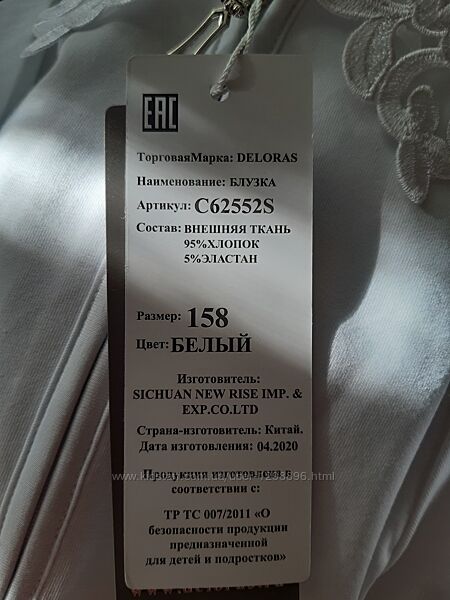 EAC
ТорговаяМарка: DELORAS
Наименование: БЛУЗКА
Артикул: C62552S
Состав: ВНЕШНЯЯ ТКАНЬ
95%ХЛОПОК
5%ЭЛАСТАН
Размер: 158
Цвет: БЕЛЫЙ
Изготовитель:
SICHUAN NEW RISE IMP. &
EXP.CO.LTD
Страна-изготовитель: Китай.
Дата изготовления: 04.2020
Продукция изготовлена в
соответствии с:
ТР ТС 007/2011 «О
безопасности продукции
предназначенной
для детей и подростков»